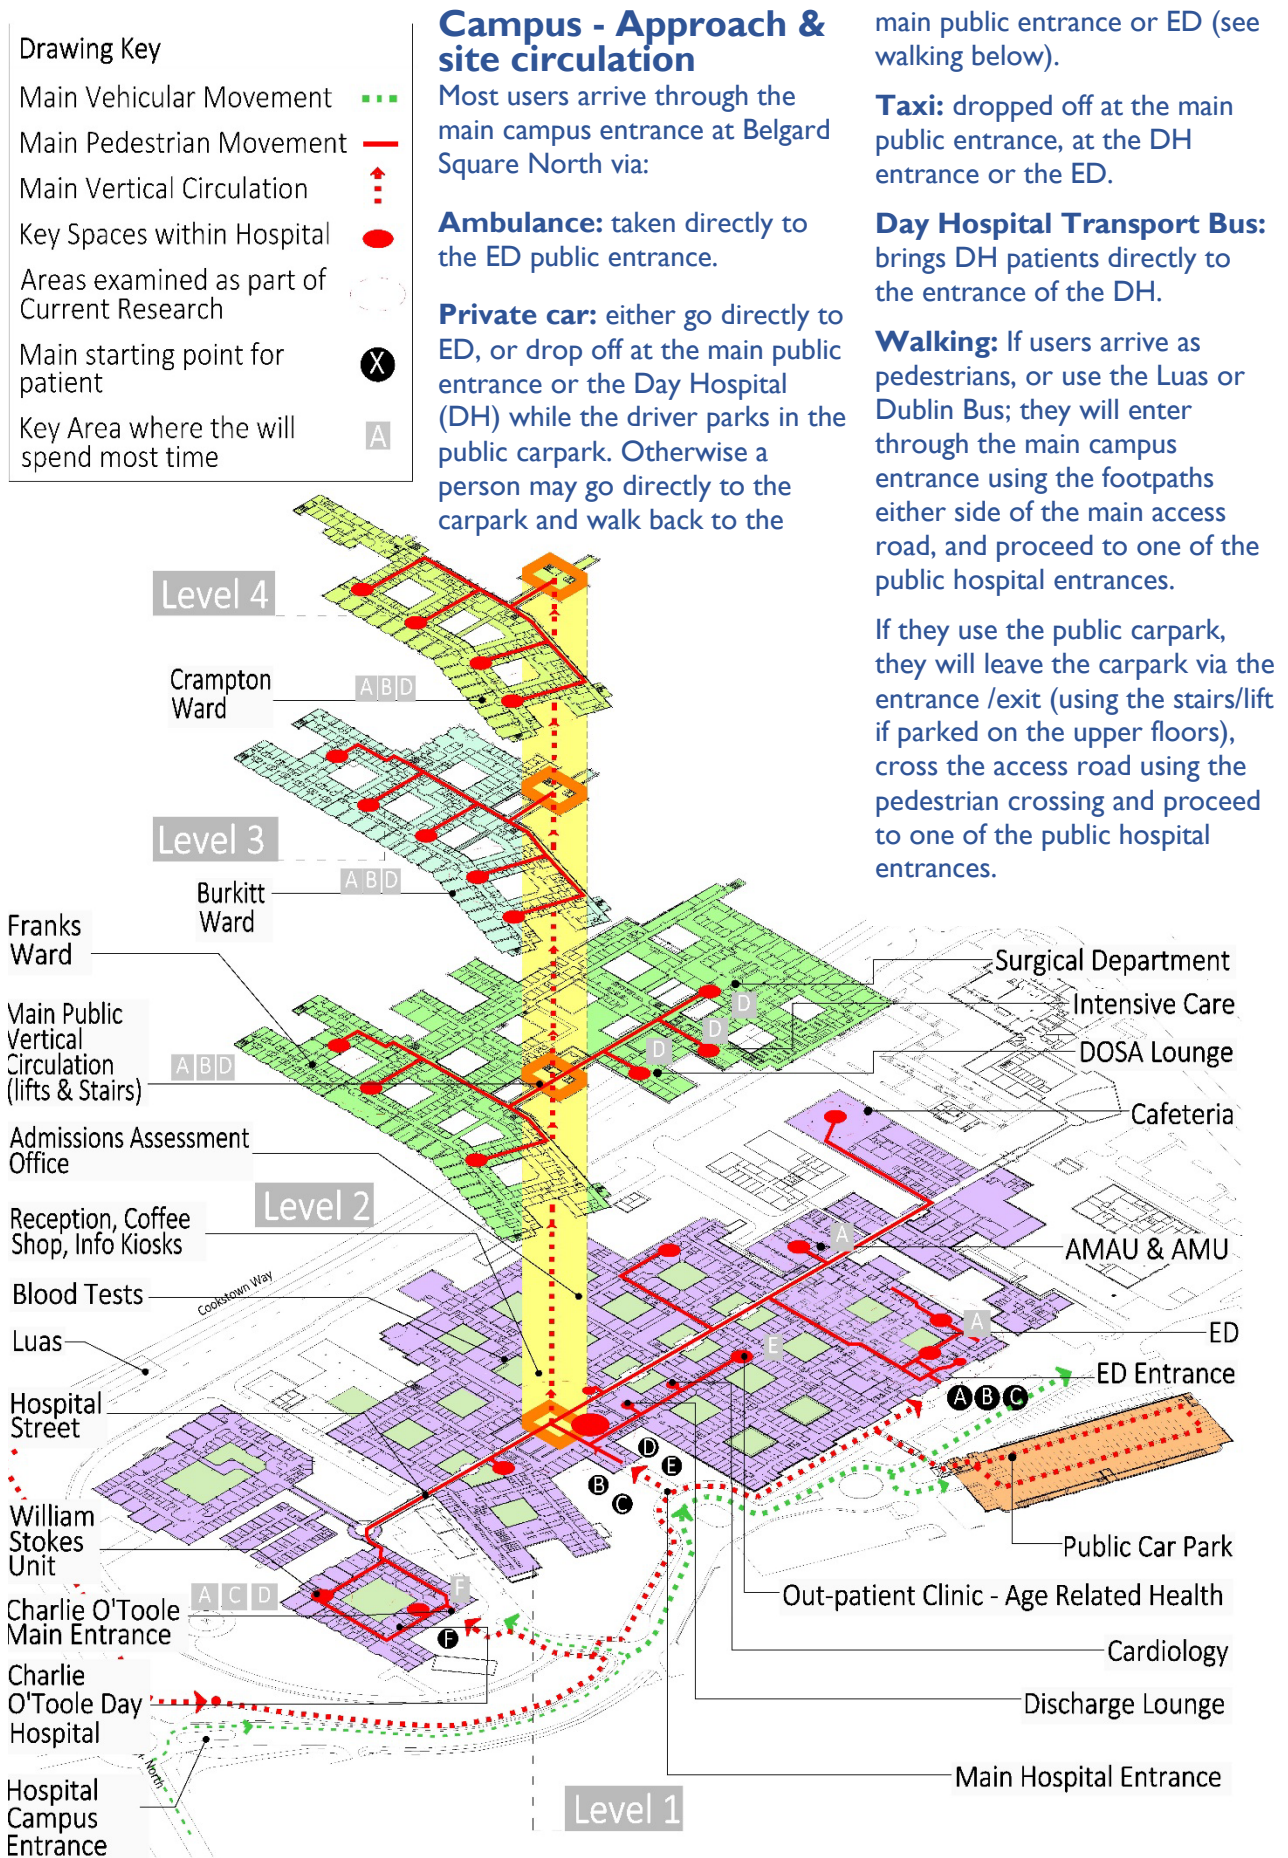 Drawing Key
Main Vehicular Movement
Main Pedestrian Movement
Main Vertical Circulation
Key Spaces within Hospital
Areas examined as part of
Current Research
Main starting point for
patient
X
Key Area where the will
spend most time
A
Campus - Approach &
site circulation
Most users arrive through the
main campus entrance at Belgard
Square North via:
Ambulance: taken directly to
the ED public entrance.
Private car: either go directly to
ED, or drop off at the main public
entrance or the Day Hospital
(DH) while the driver parks in the
public carpark. Otherwise a
person may go directly to the
carpark and walk back to the
main public entrance or ED (see
walking below).
Taxi: dropped off at the main
public entrance, at the DH
entrance or the ED.
Day Hospital Transport Bus:
brings DH patients directly to
the entrance of the DH.
Walking: If users arrive as
pedestrians, or use the Luas or
Dublin Bus; they will enter
through the main campus
entrance using the footpaths
either side of the main access
road, and proceed to one of the
public hospital entrances.
If they use the public carpark,
they will leave the carpark via the
entrance /exit (using the stairs/lift
if parked on the upper floors),
cross the access road using the
pedestrian crossing and proceed
to one of the public hospital
entrances.
Level 4
Crampton
Ward
A B D
Level 3
Burkitt
Ward
A B D
Franks
Ward
Main Public
Vertical
Circulation
(lifts & Stairs)
A B D
Admissions Assessment
Office
Level 2
Reception, Coffee
Shop, Info Kiosks
Blood Tests
Cookstown Way
Luas
Hospital
Street
William
Stokes
Unit
A C D
Charlie O'Toole
Main Entrance
Charlie
O'Toole Day
Hospital
Hospital
Campus
Entrance
North
Surgical Department
D
Intensive Care
D
DOSA Lounge
D
Cafeteria
AMAU & AMU
A
ED
A
ED Entrance
A B C
E
D
E
B
C
F
F
Public Car Park
Out-patient Clinic - Age Related Health
Cardiology
Discharge Lounge
Main Hospital Entrance
Level 1